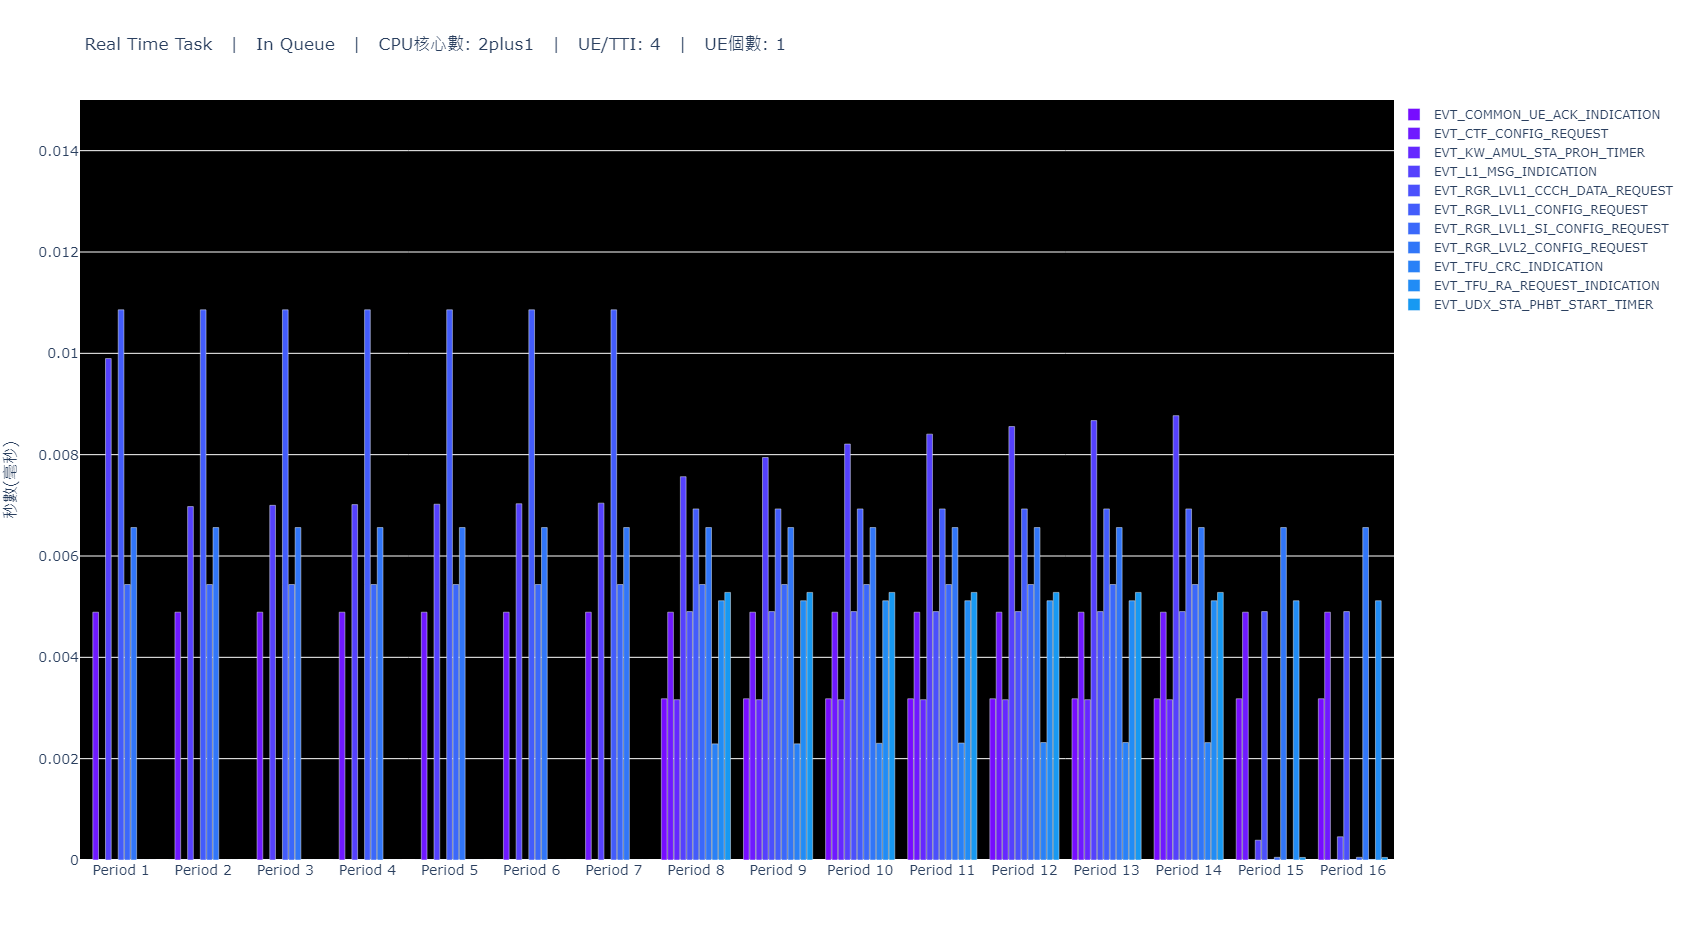 Real Time Task | In Queue | CPU核心數: 2plus1 | UE/TTI: 4 | UE個數: 1
EVT_COMMON_UE_ACK_INDICATION
EVT_CTF_CONFIG_REQUEST
EVT_KW_AMUL_STA_PROH_TIMER
EVT_L1_MSG_INDICATION
EVT_RGR_LVL1_CCCH_DATA_REQUEST
EVT_RGR_LVL1_CONFIG_REQUEST
EVT_RGR_LVL1_SI_CONFIG_REQUEST
EVT_RGR_LVL2_CONFIG_REQUEST
EVT_TFU_CRC_INDICATION
EVT_TFU_RA_REQUEST_INDICATION
EVT_UDX_STA_PHBT_START_TIMER
0.014
0.012
0.01
0.008
0.006
0.004
0.002
0
秒數(毫秒)
Period 1 Period 2 Period 3 Period 4 Period 5 Period 6 Period 7 Period 8 Period 9 Period 10 Period 11 Period 12 Period 13 Period 14 Period 15 Period 16